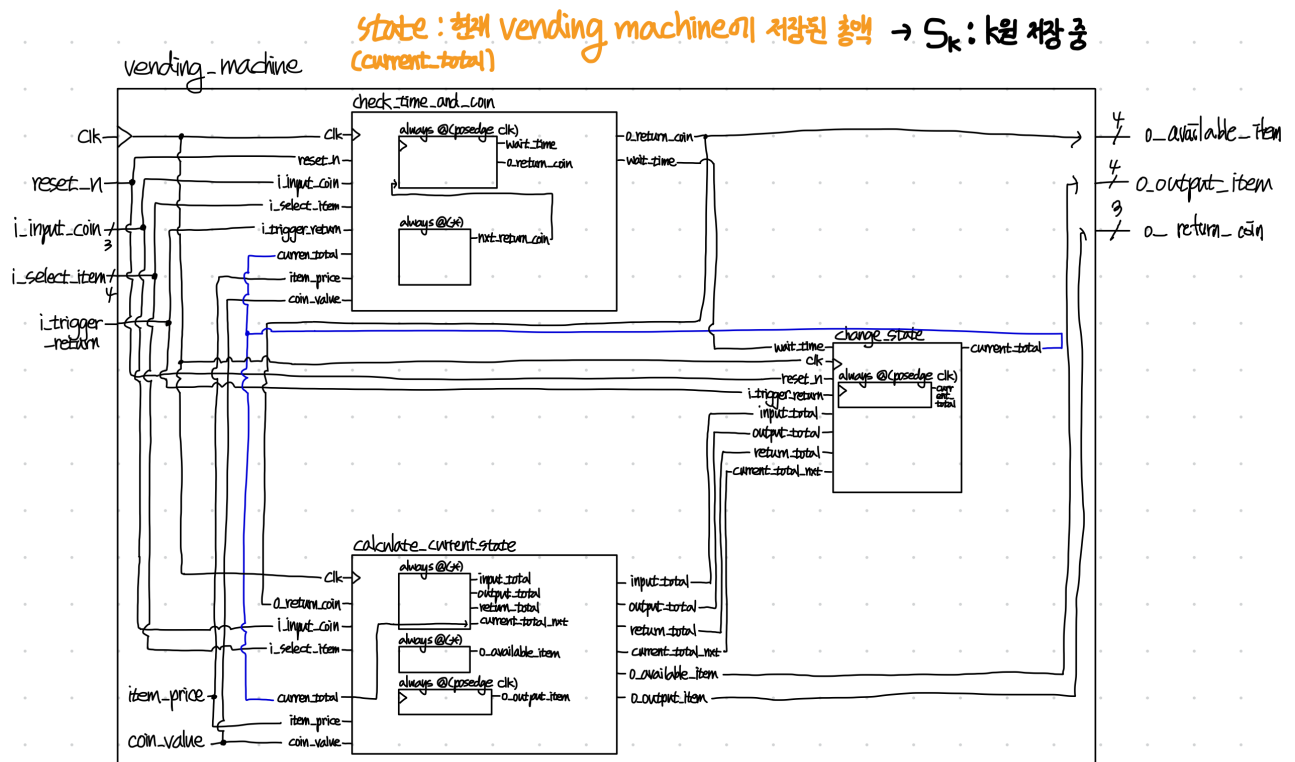 state : 현재 vending machine에 저장된 총액 → Sk : k원 저장 중
(current_total)
vending_machine
clk
reset_n
i_input_coin
3
i_select_item
4
i_trigger
_return
item_price
coin_value
check_time_and_coin
clk
reset_n
i_input_coin
i_select_item
i_trigger_return
curren_total
item_price
coin_value
always @(posedge clk)
wait_time
o_return_coin
always @(*)
nxt_return_coin
o_return_coin
wait_time
change_state
wait_time
clk
reset_n
i_trigger_return
input_total
output_total
return_total
current_total_nxt
always @(posedge clk)
curr
ent_
total
current_total
calculate_current_state
clk
o_return_coin
i_input_coin
i_select_item
curren_total
item_price
coin_value
always @(*)
input_total
output_total
return_total
current_total_nxt
always @(*)
o_available_item
always @(posedge clk)
o_output_item
input_total
output_total
return_total
current_total_nxt
o_available_item
o_output_item
4
o_available_item
4
o_output_item
3
o_return_coin